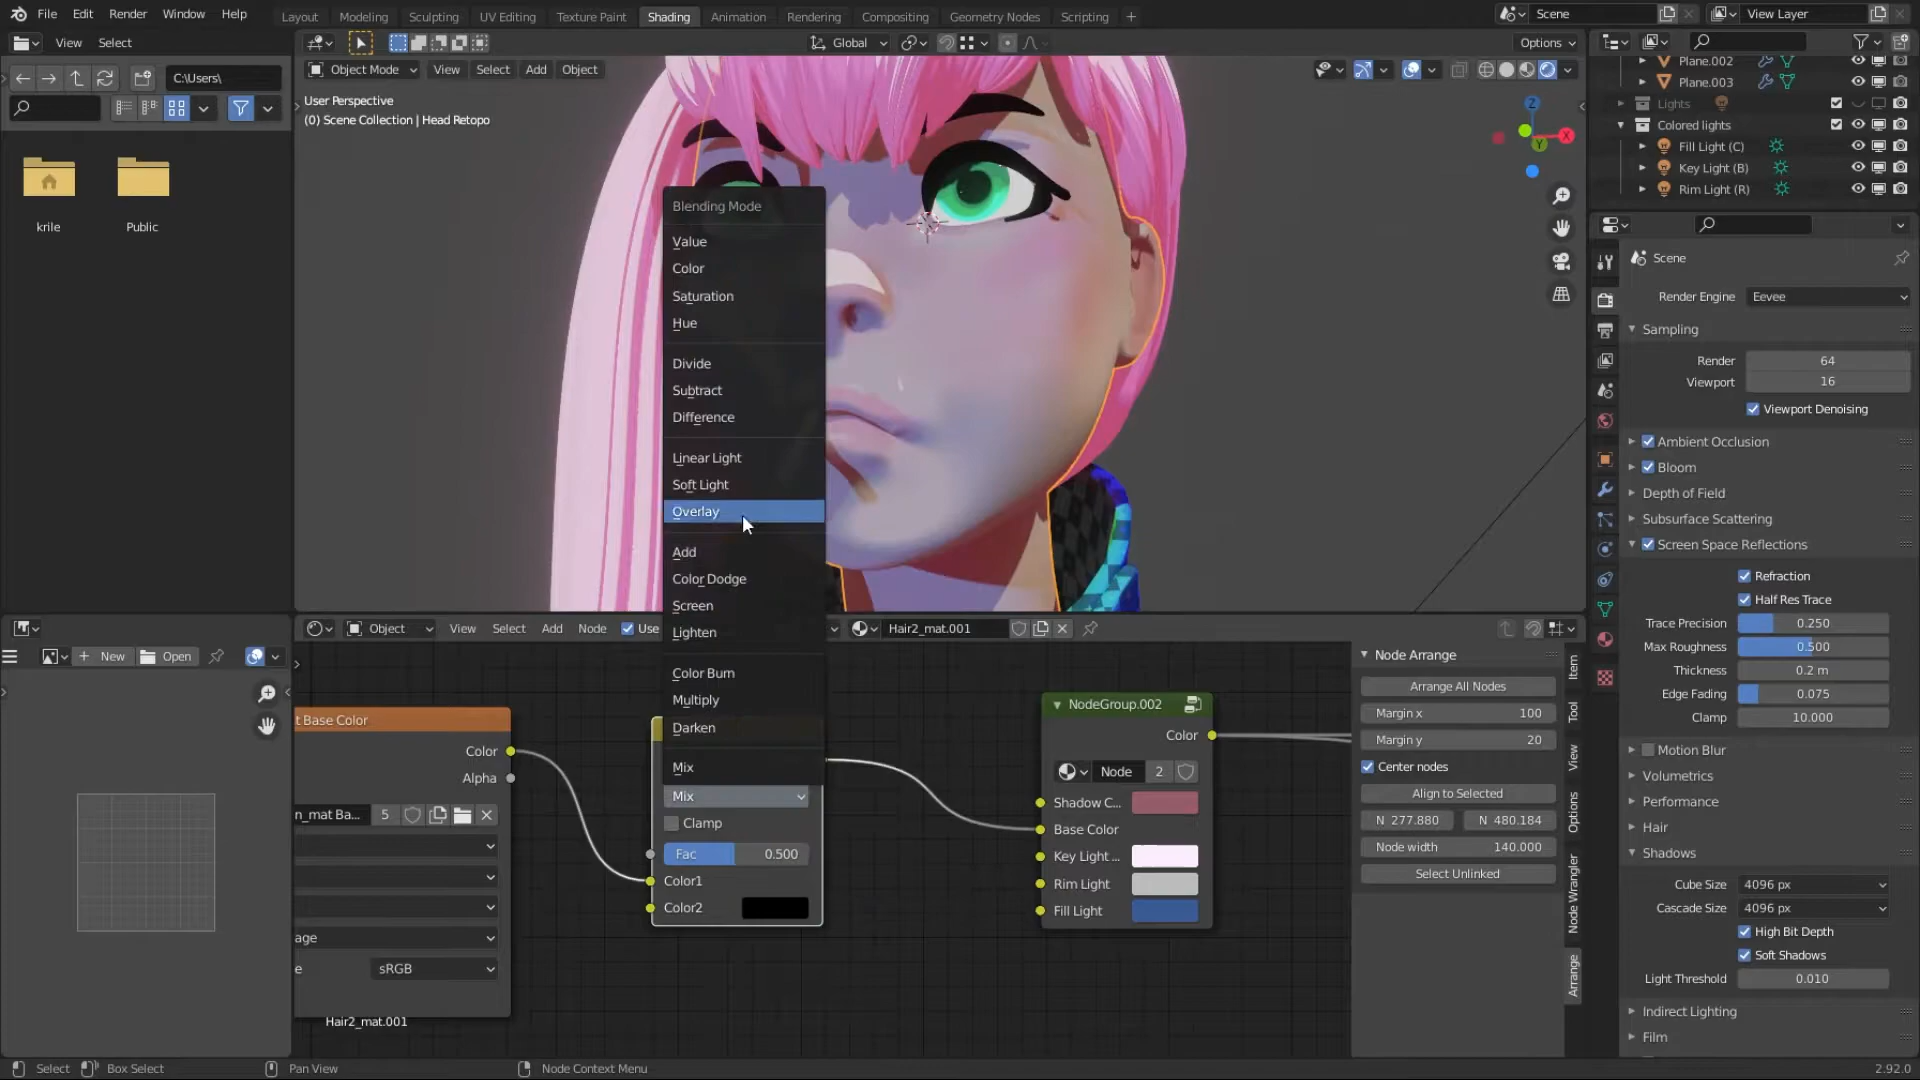 File Edit Render Window Help
Layout Modeling Sculpting UV Editing Texture Paint Shading Animation Rendering Compositing Geometry Nodes Scripting +
Scene View Layer
View Select
Global
Options
C:\Users\
Object Mode View Select Add Object
User Perspective
(0) Scene Collection | Head Retopo
Z
X
Y
krile
Public
Plane.002
Plane.003
Lights
Colored lights
Fill Light (C)
Key Light (B)
Rim Light (R)
Scene
Render Engine Eevee
Sampling
Render 64
Viewport 16
Viewport Denoising
Ambient Occlusion
Bloom
Depth of Field
Subsurface Scattering
Screen Space Reflections
Refraction
Half Res Trace
Trace Precision 0.250
Max Roughness 0.500
Thickness 0.2 m
Edge Fading 0.075
Clamp 10.000
Motion Blur
Volumetrics
Performance
Hair
Shadows
Cube Size 4096 px
Cascade Size 4096 px
High Bit Depth
Soft Shadows
Light Threshold 0.010
Indirect Lighting
Film
Blending Mode
Value
Color
Saturation
Hue
Divide
Subtract
Difference
Linear Light
Soft Light
Overlay
Add
Color Dodge
Screen
Lighten
Color Burn
Multiply
Darken
Mix
Mix
Clamp
Fac 0.500
Color1
Color2
New Open
Object View Select Add Node Use
Hair2_mat.001
t Base Color
Color
Alpha
n_mat Ba... 5
age
e sRGB
Hair2_mat.001
NodeGroup.002
Color
Node 2
Shadow C...
Base Color
Key Light ...
Rim Light
Fill Light
Node Arrange
Arrange All Nodes
Margin x 100
Margin y 20
Center nodes
Align to Selected
N 277.880 N 480.184
Node width 140.000
Select Unlinked
Item
Tool
View
Options
Node Wrangler
Arrange
Select Box Select Pan View Node Context Menu 2.92.0